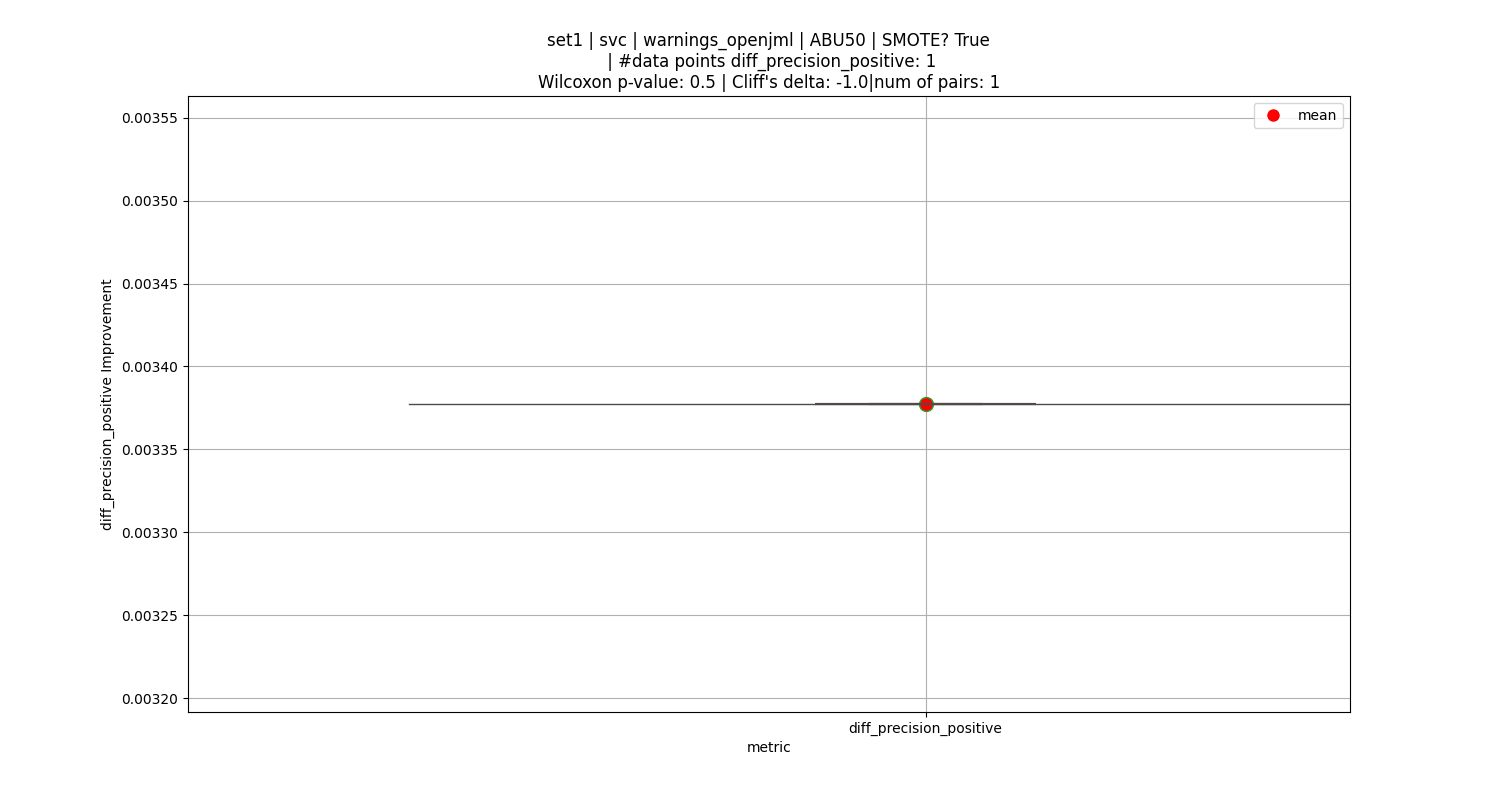 set1 | svc | warnings_openjml | ABU50 | SMOTE? True
| #data points diff_precision_positive: 1
Wilcoxon p-value: 0.5 | Cliff's delta: -1.0|num of pairs: 1
mean
0.00355
0.00350
0.00345
0.00340
0.00335
0.00330
0.00325
0.00320
diff_precision_positive Improvement
diff_precision_positive
metric